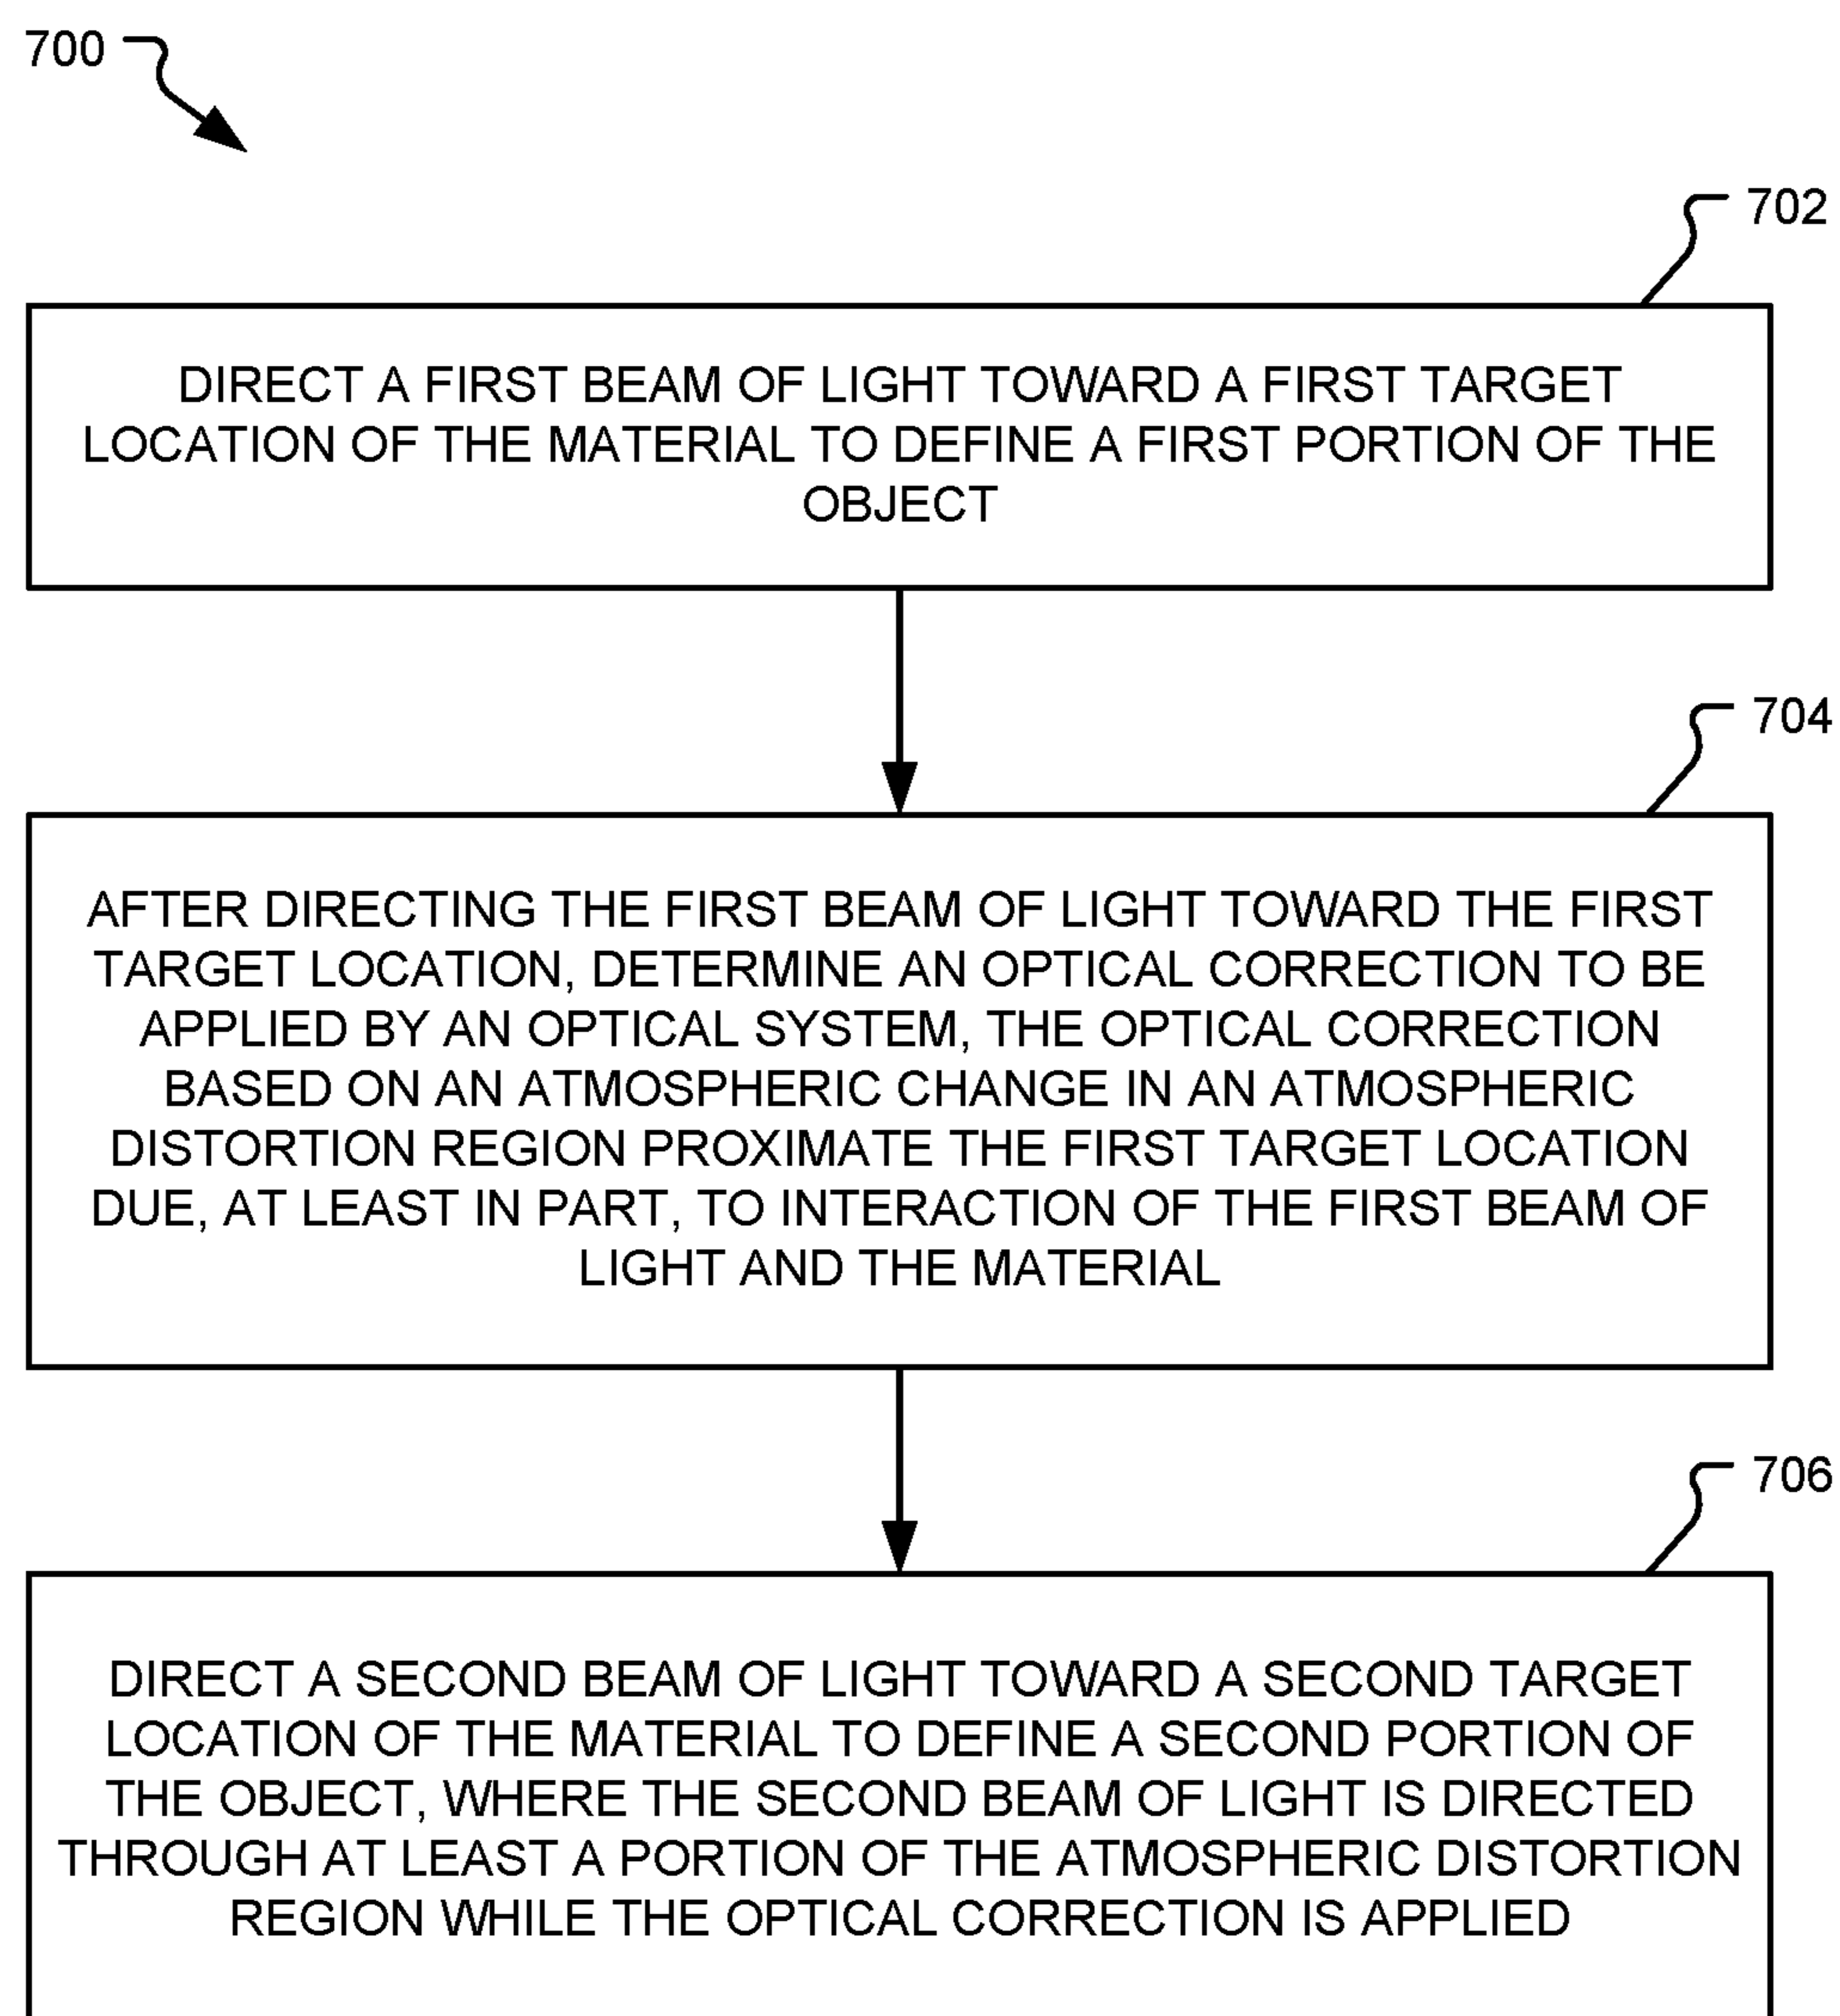 700
702
DIRECT A FIRST BEAM OF LIGHT TOWARD A FIRST TARGET
LOCATION OF THE MATERIAL TO DEFINE A FIRST PORTION OF THE
OBJECT
704
AFTER DIRECTING THE FIRST BEAM OF LIGHT TOWARD THE FIRST
TARGET LOCATION, DETERMINE AN OPTICAL CORRECTION TO BE
APPLIED BY AN OPTICAL SYSTEM, THE OPTICAL CORRECTION
BASED ON AN ATMOSPHERIC CHANGE IN AN ATMOSPHERIC
DISTORTION REGION PROXIMATE THE FIRST TARGET LOCATION
DUE, AT LEAST IN PART, TO INTERACTION OF THE FIRST BEAM OF
LIGHT AND THE MATERIAL
706
DIRECT A SECOND BEAM OF LIGHT TOWARD A SECOND TARGET
LOCATION OF THE MATERIAL TO DEFINE A SECOND PORTION OF
THE OBJECT, WHERE THE SECOND BEAM OF LIGHT IS DIRECTED
THROUGH AT LEAST A PORTION OF THE ATMOSPHERIC DISTORTION
REGION WHILE THE OPTICAL CORRECTION IS APPLIED